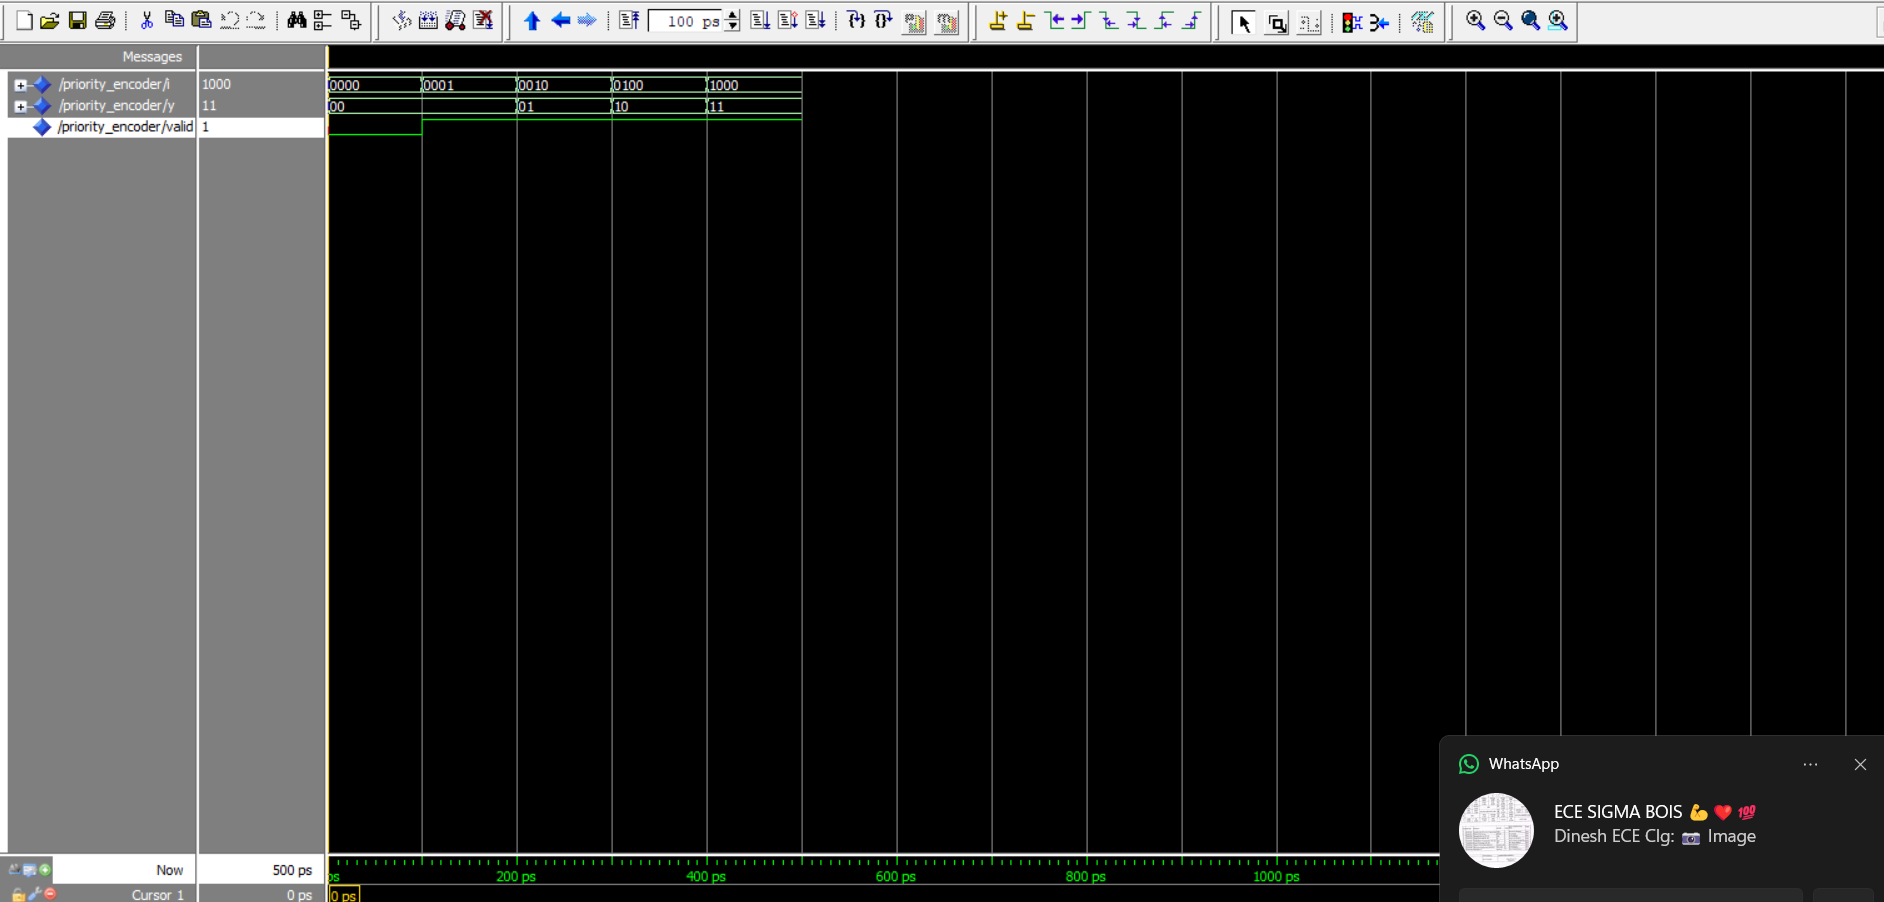 100 ps
Messages
/priority_encoder/i 1000 0000 0001 0010 0100 1000
/priority_encoder/y 11 00 01 10 11
/priority_encoder/valid 1
WhatsApp
ECE SIGMA BOIS 💪❤️💯
Dinesh ECE Clg: 📷 Image
Now 500 ps
ps 200 ps 400 ps 600 ps 800 ps 1000 ps
Cursor 1 0 ps 0 ps